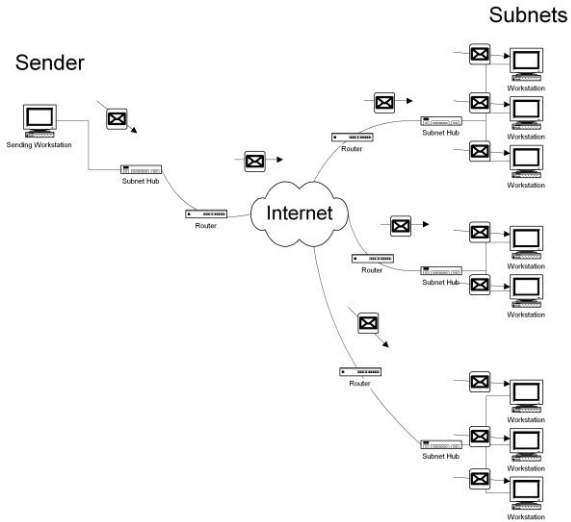 Subnets
Sender
Workstation
Sending Workstation
Workstation
Router
Subnet Hub
Subnet Hub
Workstation
Internet
Router
Workstation
Router
Subnet Hub
Workstation
Router
Workstation
Subnet Hub
Workstation
Workstation